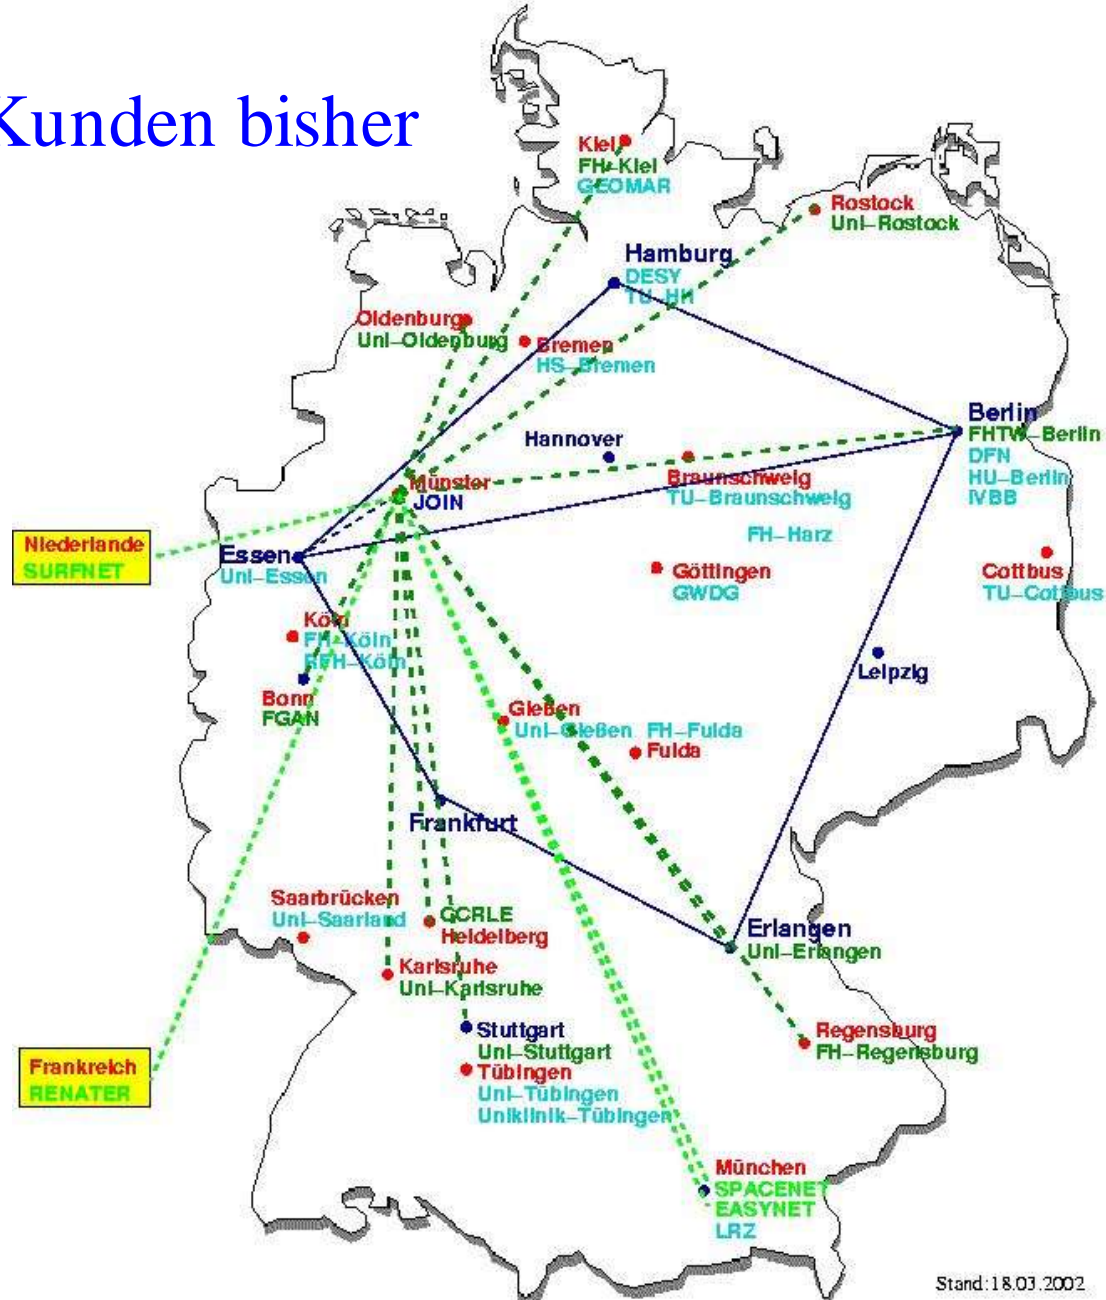 Kunden bisher
Kiel
FH-Kiel
GEOMAR
Rostock
Uni-Rostock
Hamburg
DESY
TU-HH
Oldenburg
Uni-Oldenburg
Bremen
HS-Bremen
Berlin
FHTW-Berlin
DFN
HU-Berlin
IVBB
Hannover
Braunschweig
TU-Braunschweig
FH-Harz
Münster
JOIN
Niederlande
SURFNET
Essen
Uni-Essen
Göttingen
GWDG
Cottbus
TU-Cottbus
Köln
FH-Köln
RFH-Köln
Leipzig
Bonn
FGAN
Gießen
Uni-Gießen
FH-Fulda
Fulda
Frankfurt
Saarbrücken
Uni-Saarland
CCRLE
Heidelberg
Erlangen
Uni-Erlangen
Karlsruhe
Uni-Karlsruhe
Stuttgart
Uni-Stuttgart
Tübingen
Uni-Tübingen
Uniklinik-Tübingen
Regensburg
FH-Regensburg
Frankreich
RENATER
München
SPACENET
EASYNET
LRZ
Stand:18.03.2002